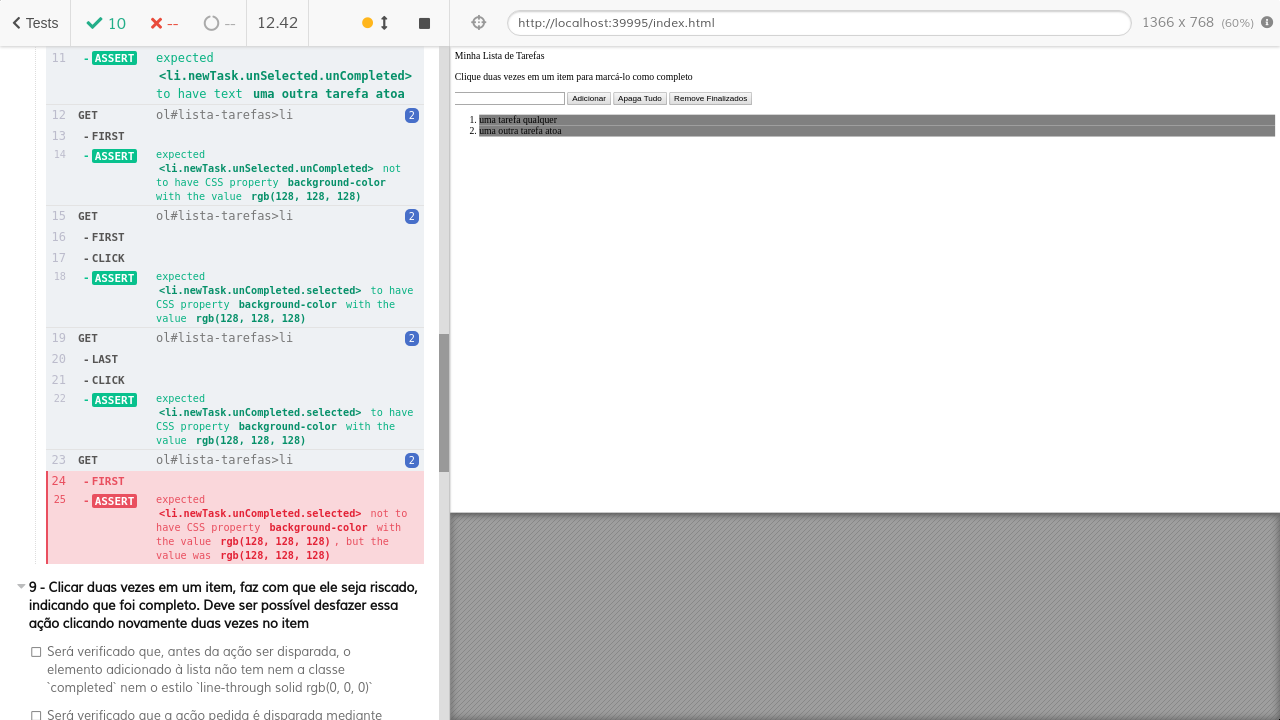 Tests
10
--
--
12.42
http://localhost:39995/index.html
1366 x 768 (60%)
11 - ASSERT expected
<li.newTask.unSelected.unCompleted>
to have text uma outra tarefa atoa
12 GET ol#lista-tarefas>li 2
13 - FIRST
14 - ASSERT expected
<li.newTask.unSelected.unCompleted> not
to have CSS property background-color
with the value rgb(128, 128, 128)
15 GET ol#lista-tarefas>li 2
16 - FIRST
17 - CLICK
18 - ASSERT expected
<li.newTask.unCompleted.selected> to have
CSS property background-color with the
value rgb(128, 128, 128)
19 GET ol#lista-tarefas>li 2
20 - LAST
21 - CLICK
22 - ASSERT expected
<li.newTask.unCompleted.selected> to have
CSS property background-color with the
value rgb(128, 128, 128)
23 GET ol#lista-tarefas>li 2
24 - FIRST
25 - ASSERT expected
<li.newTask.unCompleted.selected> not to
have CSS property background-color with
the value rgb(128, 128, 128) , but the
value was rgb(128, 128, 128)
9 - Clicar duas vezes em um item, faz com que ele seja riscado,
indicando que foi completo. Deve ser possível desfazer essa
ação clicando novamente duas vezes no item
Será verificado que, antes da ação ser disparada, o
elemento adicionado à lista não tem nem a classe
`completed` nem o estilo `line-through solid rgb(0, 0, 0)`
Será verificado que a ação pedida é disparada mediante
Minha Lista de Tarefas
Clique duas vezes em um item para marcá-lo como completo
Adicionar Apaga Tudo Remove Finalizados
1. uma tarefa qualquer
2. uma outra tarefa atoa